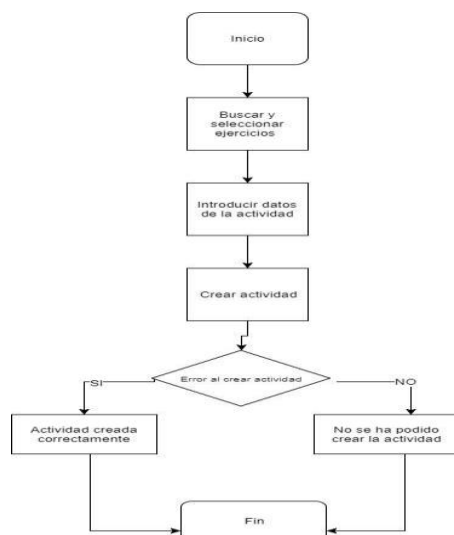 Inicio
Buscar y
seleccionar
ejercicios
Introducir datos
de la actividad
Crear actividad
Error al crear actividad
SI
NO
Actividad creada
correctamente
No se ha podido
crear la actividad
Fin